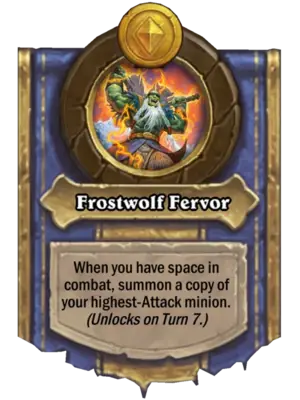 Frostwolf Fervor
When you have space in
combat, summon a copy of
your highest-Attack minion.
(Unlocks on Turn 7.)